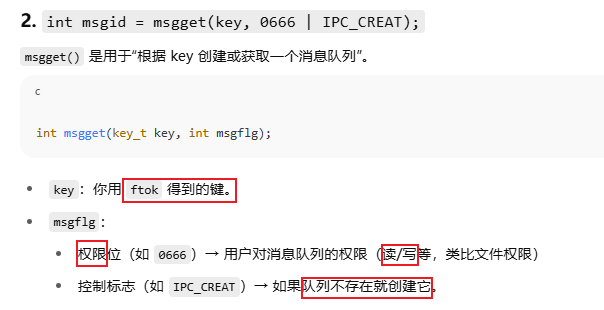 2. int msgid = msgget(key, 0666 | IPC_CREAT);
msgget() 是用于“根据 key 创建或获取一个消息队列”。
c
int msgget(key_t key, int msgflg);
• key：你用 ftok 得到的键。
• msgflg：
• 权限位（如 0666）→ 用户对消息队列的权限（读/写等，类比文件权限）
• 控制标志（如 IPC_CREAT）→ 如果队列不存在就创建它。